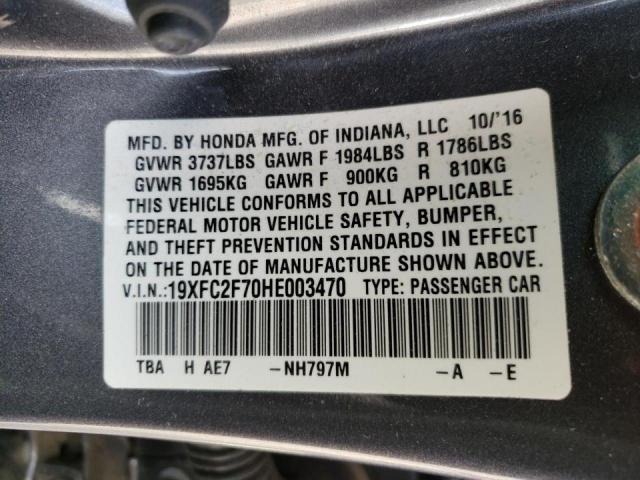 MFD. BY HONDA MFG. OF INDIANA, LLC 10/'16
GVWR 3737LBS GAWR F 1984LBS R 1786LBS
GVWR 1695KG GAWR F 900KG R 810KG
THIS VEHICLE CONFORMS TO ALL APPLICABLE
FEDERAL MOTOR VEHICLE SAFETY, BUMPER,
AND THEFT PREVENTION STANDARDS IN EFFECT
ON THE DATE OF MANUFACTURE SHOWN ABOVE.
V.I.N.:19XFC2F70HE003470 TYPE: PASSENGER CAR
TBA H AE7 -NH797M -A -E